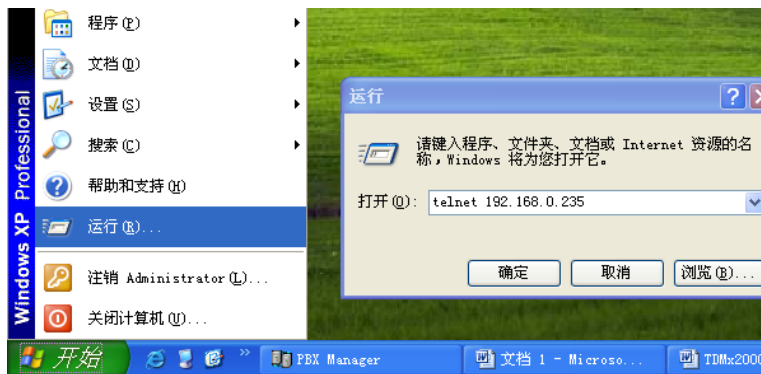 程序(P)
文档(D)
设置(S)
搜索(C)
帮助和支持(H)
运行(R)...
注销 Administrator(L)...
关闭计算机(U)...
Windows XP Professional
运行
请键入程序、文件夹、文档或 Internet 资源的名
称，Windows 将为您打开它。
打开(O): telnet 192.168.0.235
确定 取消 浏览(B)...
开始 PBX Manager 文档 1 - Microso... TDMx200